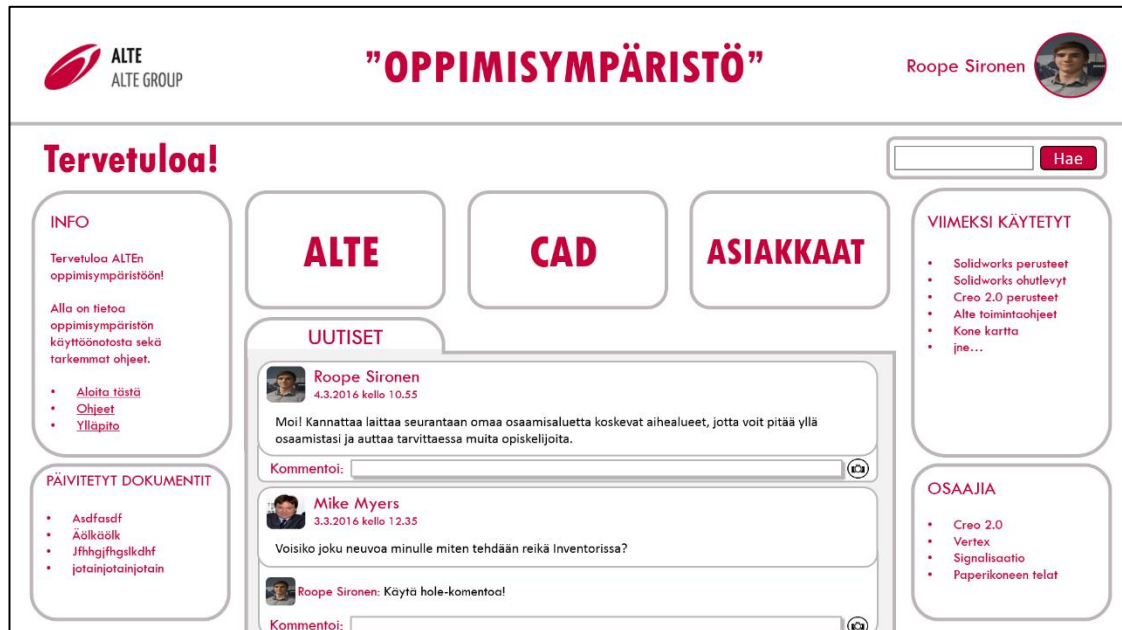 ALTE
ALTE GROUP
”OPPIMISYMPÄRISTÖ”
Roope Sironen
Tervetuloa!
Hae
INFO
Tervetuloa ALTEn
oppimisympäristöön!
Alla on tietoa
oppimisympäristön
käyttöönotosta sekä
tarkemmat ohjeet.
• Aloita tästä
• Ohjeet
• Ylläpito
PÄIVITETYT DOKUMENTIT
• Asdfasdf
• Äölkäölk
• Jfhhgjfhgslkdhf
• jotainjotainjotain
ALTE
CAD
ASIAKKAAT
UUTISET
Roope Sironen
4.3.2016 kello 10.55
Moi! Kannattaa laittaa seurantaan omaa osaamisaluetta koskevat aihealueet, jotta voit pitää yllä
osaamistasi ja auttaa tarvittaessa muita opiskelijoita.
Kommentoi:
Mike Myers
3.3.2016 kello 12.35
Voisiko joku neuvoa minulle miten tehdään reikä Inventorissa?
Roope Sironen: Käytä hole-komentoa!
Kommentoi:
VIIMEKSI KÄYTETYT
• Solidworks perusteet
• Solidworks ohutlevyt
• Creo 2.0 perusteet
• Alte toimintaohjeet
• Kone kartta
• jne...
OSAAJIA
• Creo 2.0
• Vertex
• Signalisaatio
• Paperikoneen telat